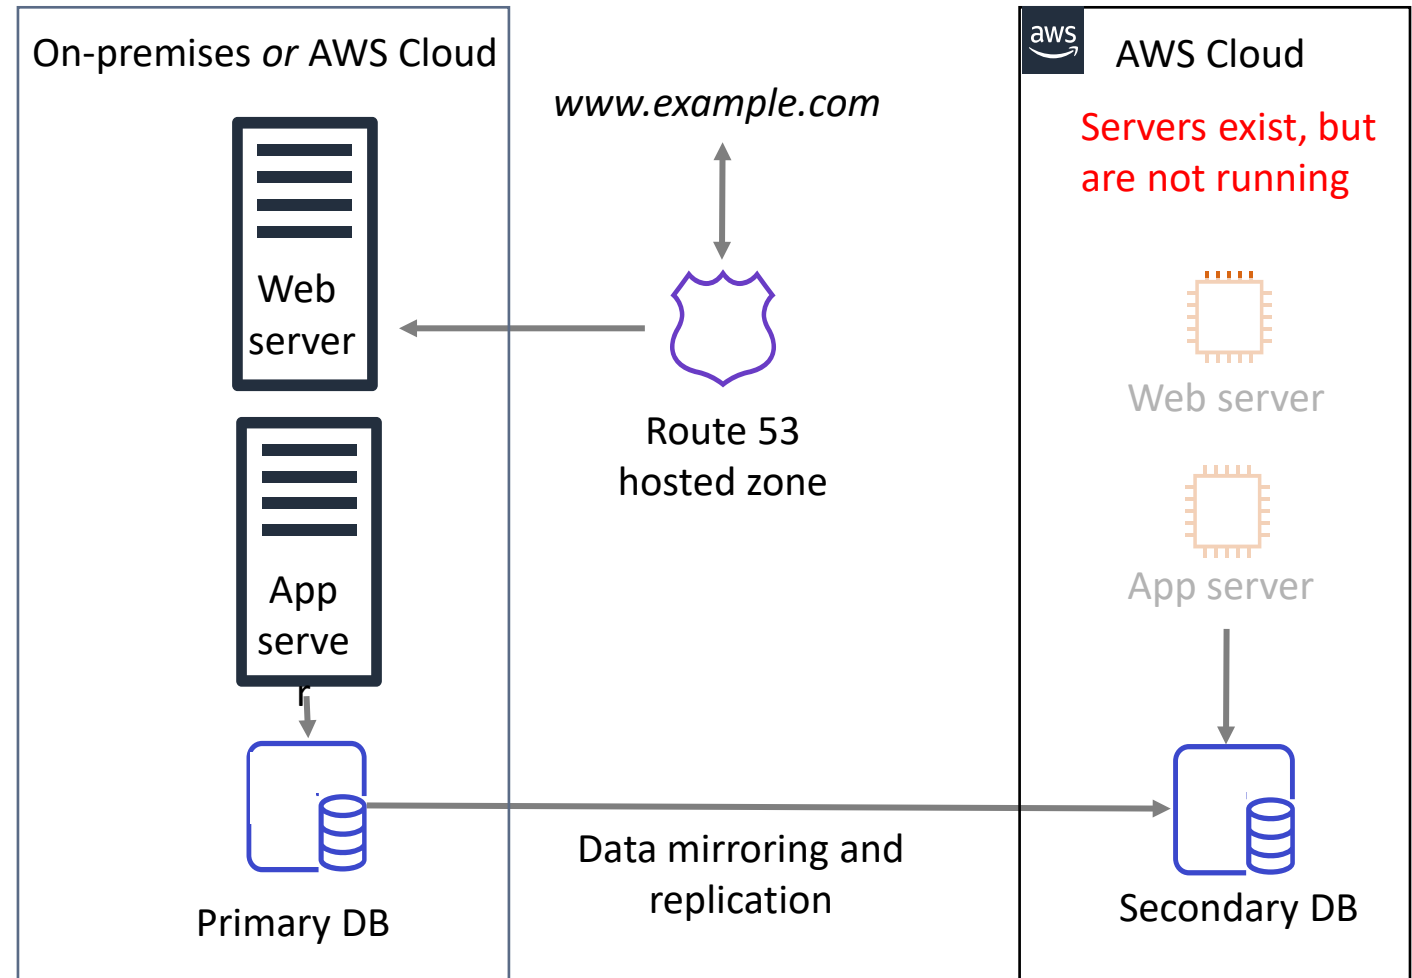 On-premises or AWS Cloud
Web
server
App
serve
r
Primary DB
www.example.com
Route 53
hosted zone
Data mirroring and
replication
aws
AWS Cloud
Servers exist, but
are not running
Web server
App server
Secondary DB